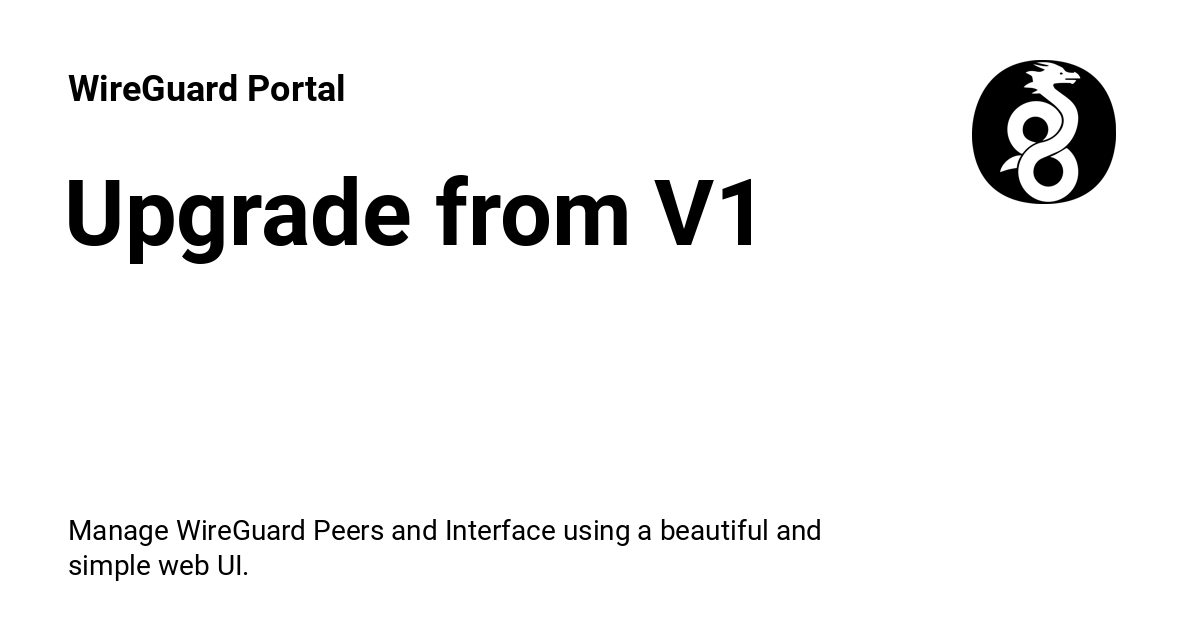 WireGuard Portal
Upgrade from V1
Manage WireGuard Peers and Interface using a beautiful and
simple web UI.